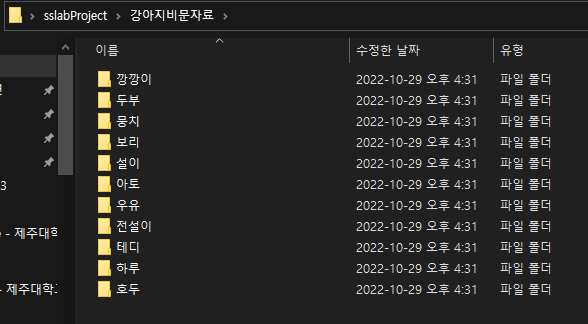 sslabProject > 강아지비문자료 >
이름 수정한 날짜 유형
깡깡이 2022-10-29 오후 4:31 파일 폴더
두부 2022-10-29 오후 4:31 파일 폴더
뭉치 2022-10-29 오후 4:31 파일 폴더
보리 2022-10-29 오후 4:31 파일 폴더
설이 2022-10-29 오후 4:31 파일 폴더
아토 2022-10-29 오후 4:31 파일 폴더
3
우유 2022-10-29 오후 4:31 파일 폴더
전설이 2022-10-29 오후 4:31 파일 폴더
- 제주대학
테디 2022-10-29 오후 4:31 파일 폴더
하루 2022-10-29 오후 4:31 파일 폴더
- 제주대학교
호두 2022-10-29 오후 4:31 파일 폴더